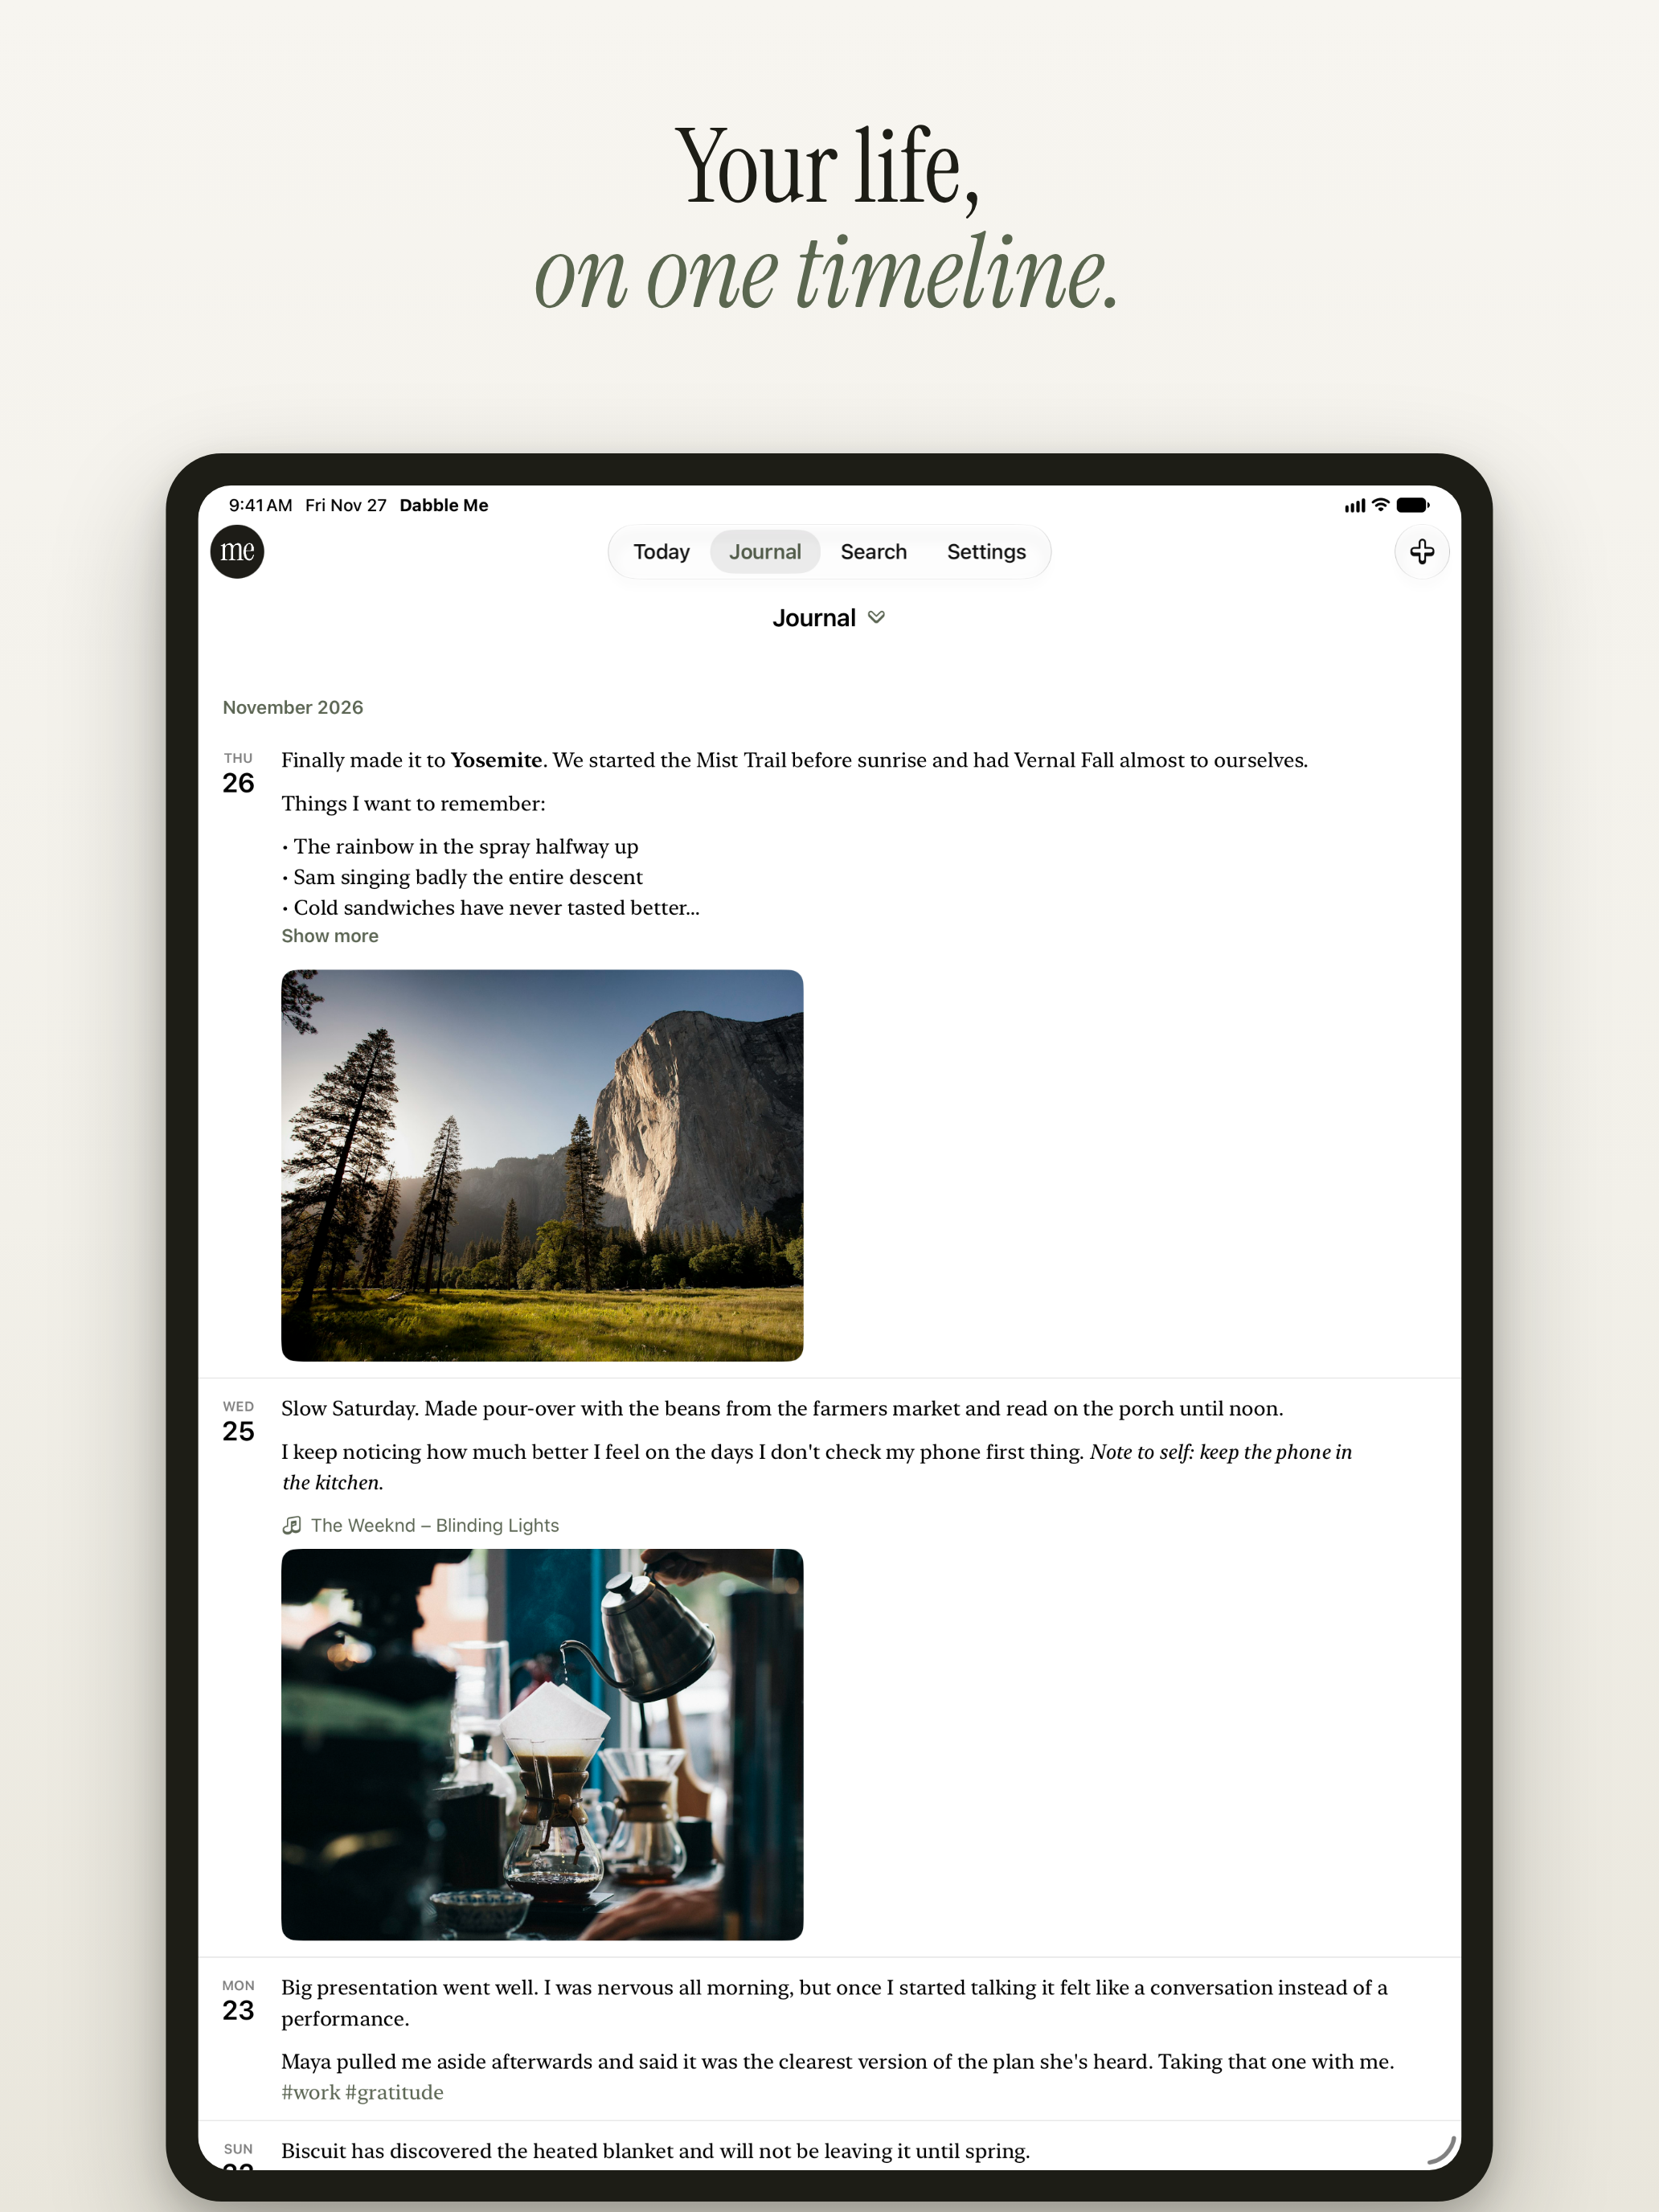 Your life,
on one timeline.
9:41 AM Fri Nov 27 Dabble Me
me
Today Journal Search Settings
Journal
November 2026
THU
26
Finally made it to Yosemite. We started the Mist Trail before sunrise and had Vernal Fall almost to ourselves.
Things I want to remember:
• The rainbow in the spray halfway up
• Sam singing badly the entire descent
• Cold sandwiches have never tasted better...
Show more
WED
25
Slow Saturday. Made pour-over with the beans from the farmers market and read on the porch until noon.
I keep noticing how much better I feel on the days I don't check my phone first thing. Note to self: keep the phone in
the kitchen.
The Weeknd – Blinding Lights
MON
23
Big presentation went well. I was nervous all morning, but once I started talking it felt like a conversation instead of a
performance.
Maya pulled me aside afterwards and said it was the clearest version of the plan she's heard. Taking that one with me.
#work #gratitude
SUN
Biscuit has discovered the heated blanket and will not be leaving it until spring.